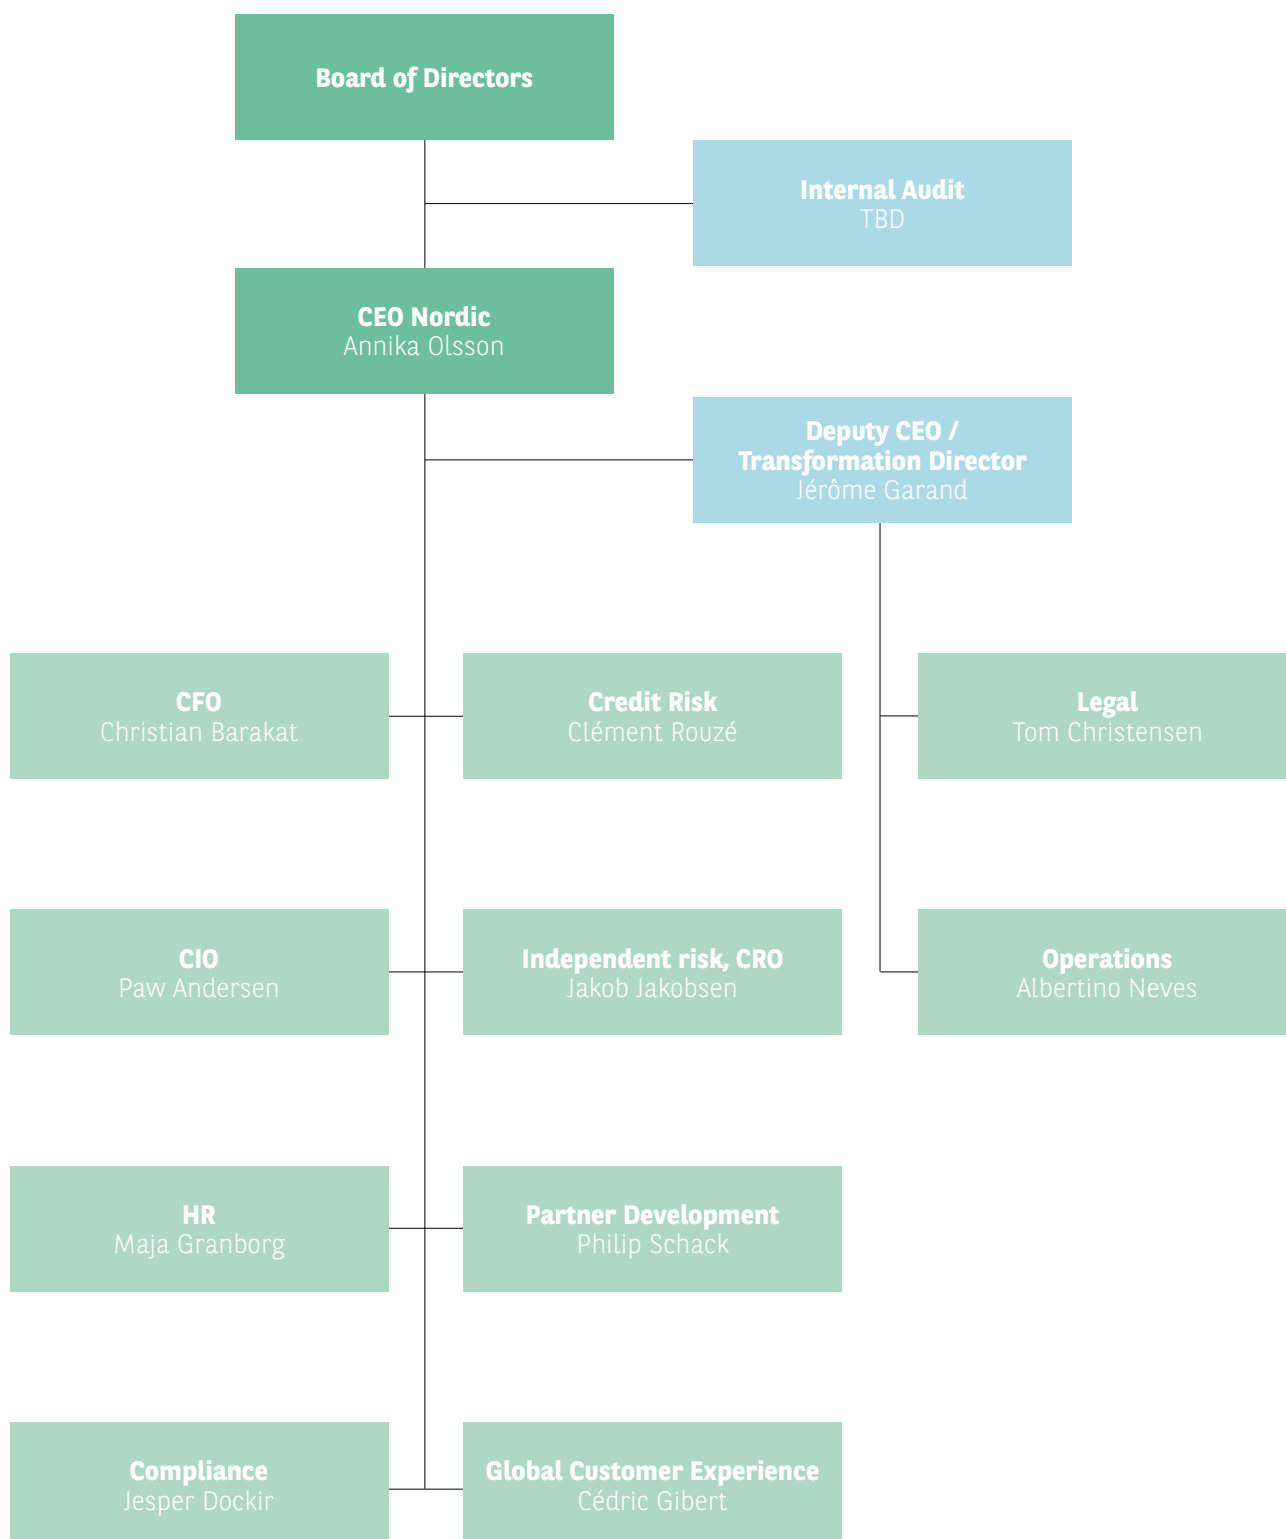 Board of Directors
Internal Audit
TBD
CEO Nordic
Annika Olsson
Deputy CEO /
Transformation Director
Jérôme Garand
CFO
Christian Barakat
Credit Risk
Clément Rouzé
Legal
Tom Christensen
CIO
Paw Andersen
Independent risk, CRO
Jakob Jakobsen
Operations
Albertino Neves
HR
Maja Granborg
Partner Development
Philip Schack
Compliance
Jesper Dockir
Global Customer Experience
Cédric Gibert